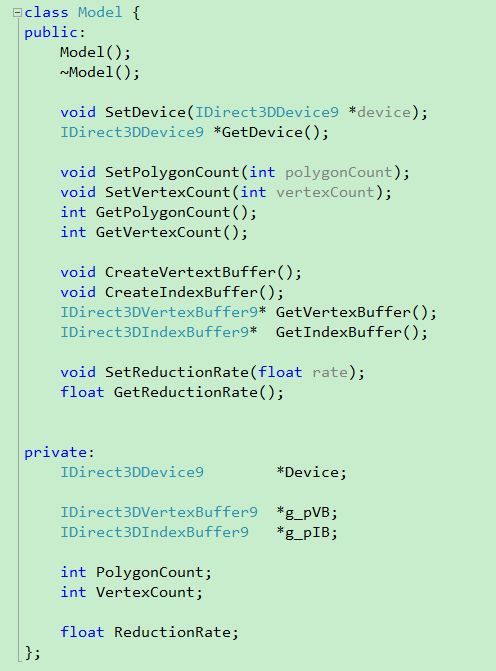 class Model {
public:
    Model();
    ~Model();

    void SetDevice(IDirect3DDevice9 *device);
    IDirect3DDevice9 *GetDevice();

    void SetPolygonCount(int polygonCount);
    void SetVertexCount(int vertexCount);
    int GetPolygonCount();
    int GetVertexCount();

    void CreateVertextBuffer();
    void CreateIndexBuffer();
    IDirect3DVertexBuffer9* GetVertexBuffer();
    IDirect3DIndexBuffer9*  GetIndexBuffer();

    void SetReductionRate(float rate);
    float GetReductionRate();


private:
    IDirect3DDevice9        *Device;

    IDirect3DVertexBuffer9  *g_pVB;
    IDirect3DIndexBuffer9   *g_pIB;

    int PolygonCount;
    int VertexCount;

    float ReductionRate;
};